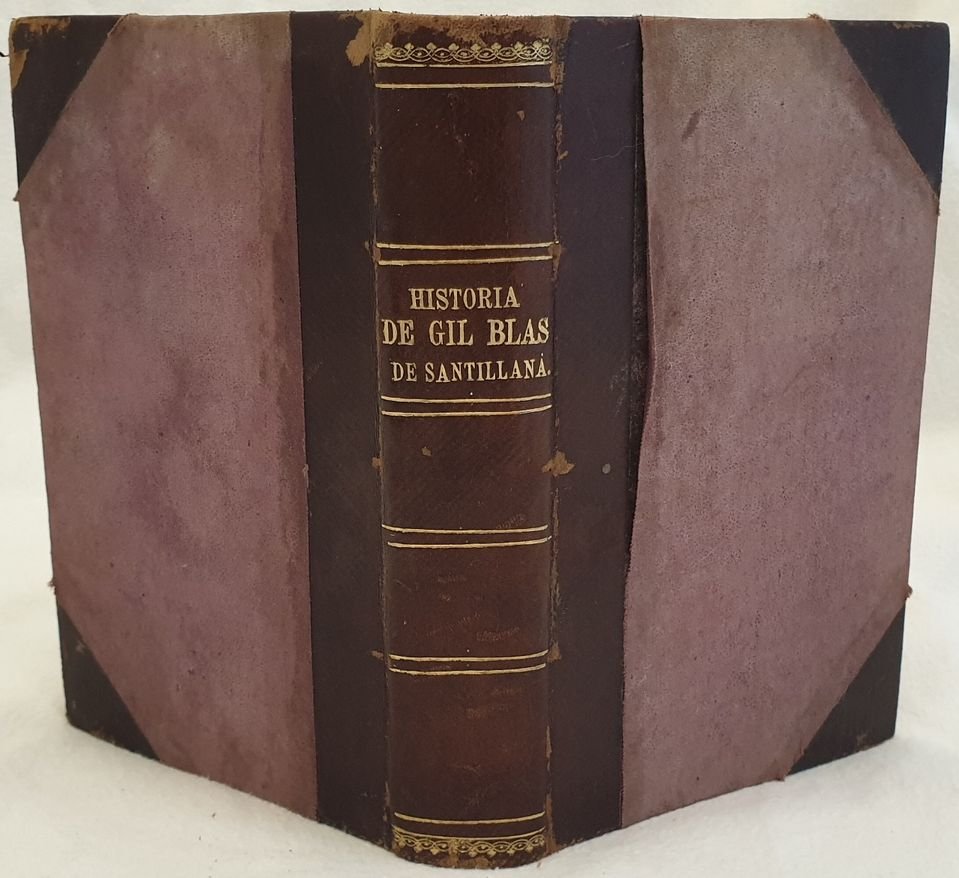 HISTORIA
DE GIL BLAS
DE SANTILLANA.